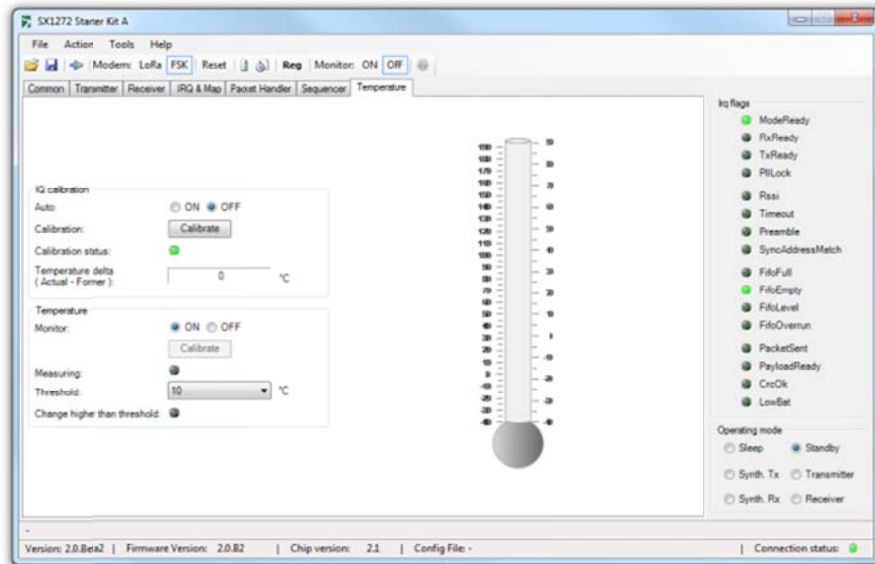 SX1272 Starter Kit A
File Action Tools Help
Modem: LoRa FSK Reset Reg Monitor: ON OFF
Common Transmitter Receiver IRQ & Map Packet Handler Sequencer Temperature
IQ calibration
Auto: ON OFF
Calibration: Calibrate
Calibration status:
Temperature delta
( Actual - Former ): 0 °C
Temperature
Monitor: ON OFF
Calibrate
Measuring:
Threshold: 10 °C
Change higher than threshold:
Irq flags
ModeReady
RxReady
TxReady
PllLock
Rssi
Timeout
Preamble
SyncAddressMatch
FifoFull
FifoEmpty
FifoLevel
FifoOverrun
PacketSent
PayloadReady
CrcOk
LowBat
Operating mode
Sleep Standby
Synth. Tx Transmitter
Synth. Rx Receiver
-
Version: 2.0.Beta2 | Firmware Version: 2.0.B2 | Chip version: 2.1 | Config File: - | Connection status: